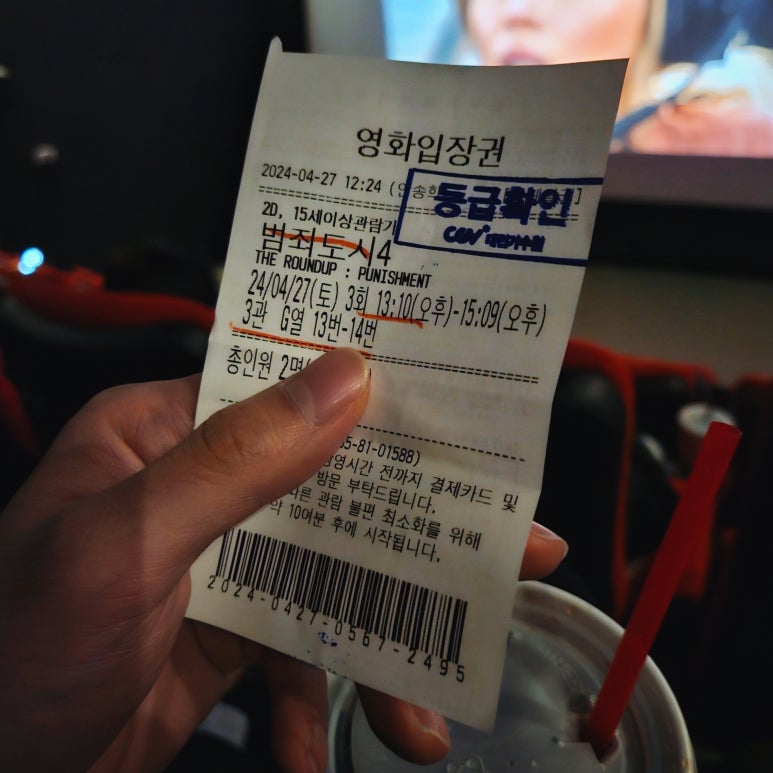 영화입장권
2024-04-27 12:24
등급확인
CGV
2D, 15세이상관람가
범죄도시4
THE ROUNDUP : PUNISHMENT
24/04/27(토) 3회 13:10(오후)-15:09(오후)
3관 G열 13번-14번
총인원 2명
5-81-01588)
상영시간 전까지 결제카드 및
방문 부탁드립니다.
다른 관람 불편 최소화를 위해
약 10여분 후에 시작됩니다.
2024-0427-0567-2495